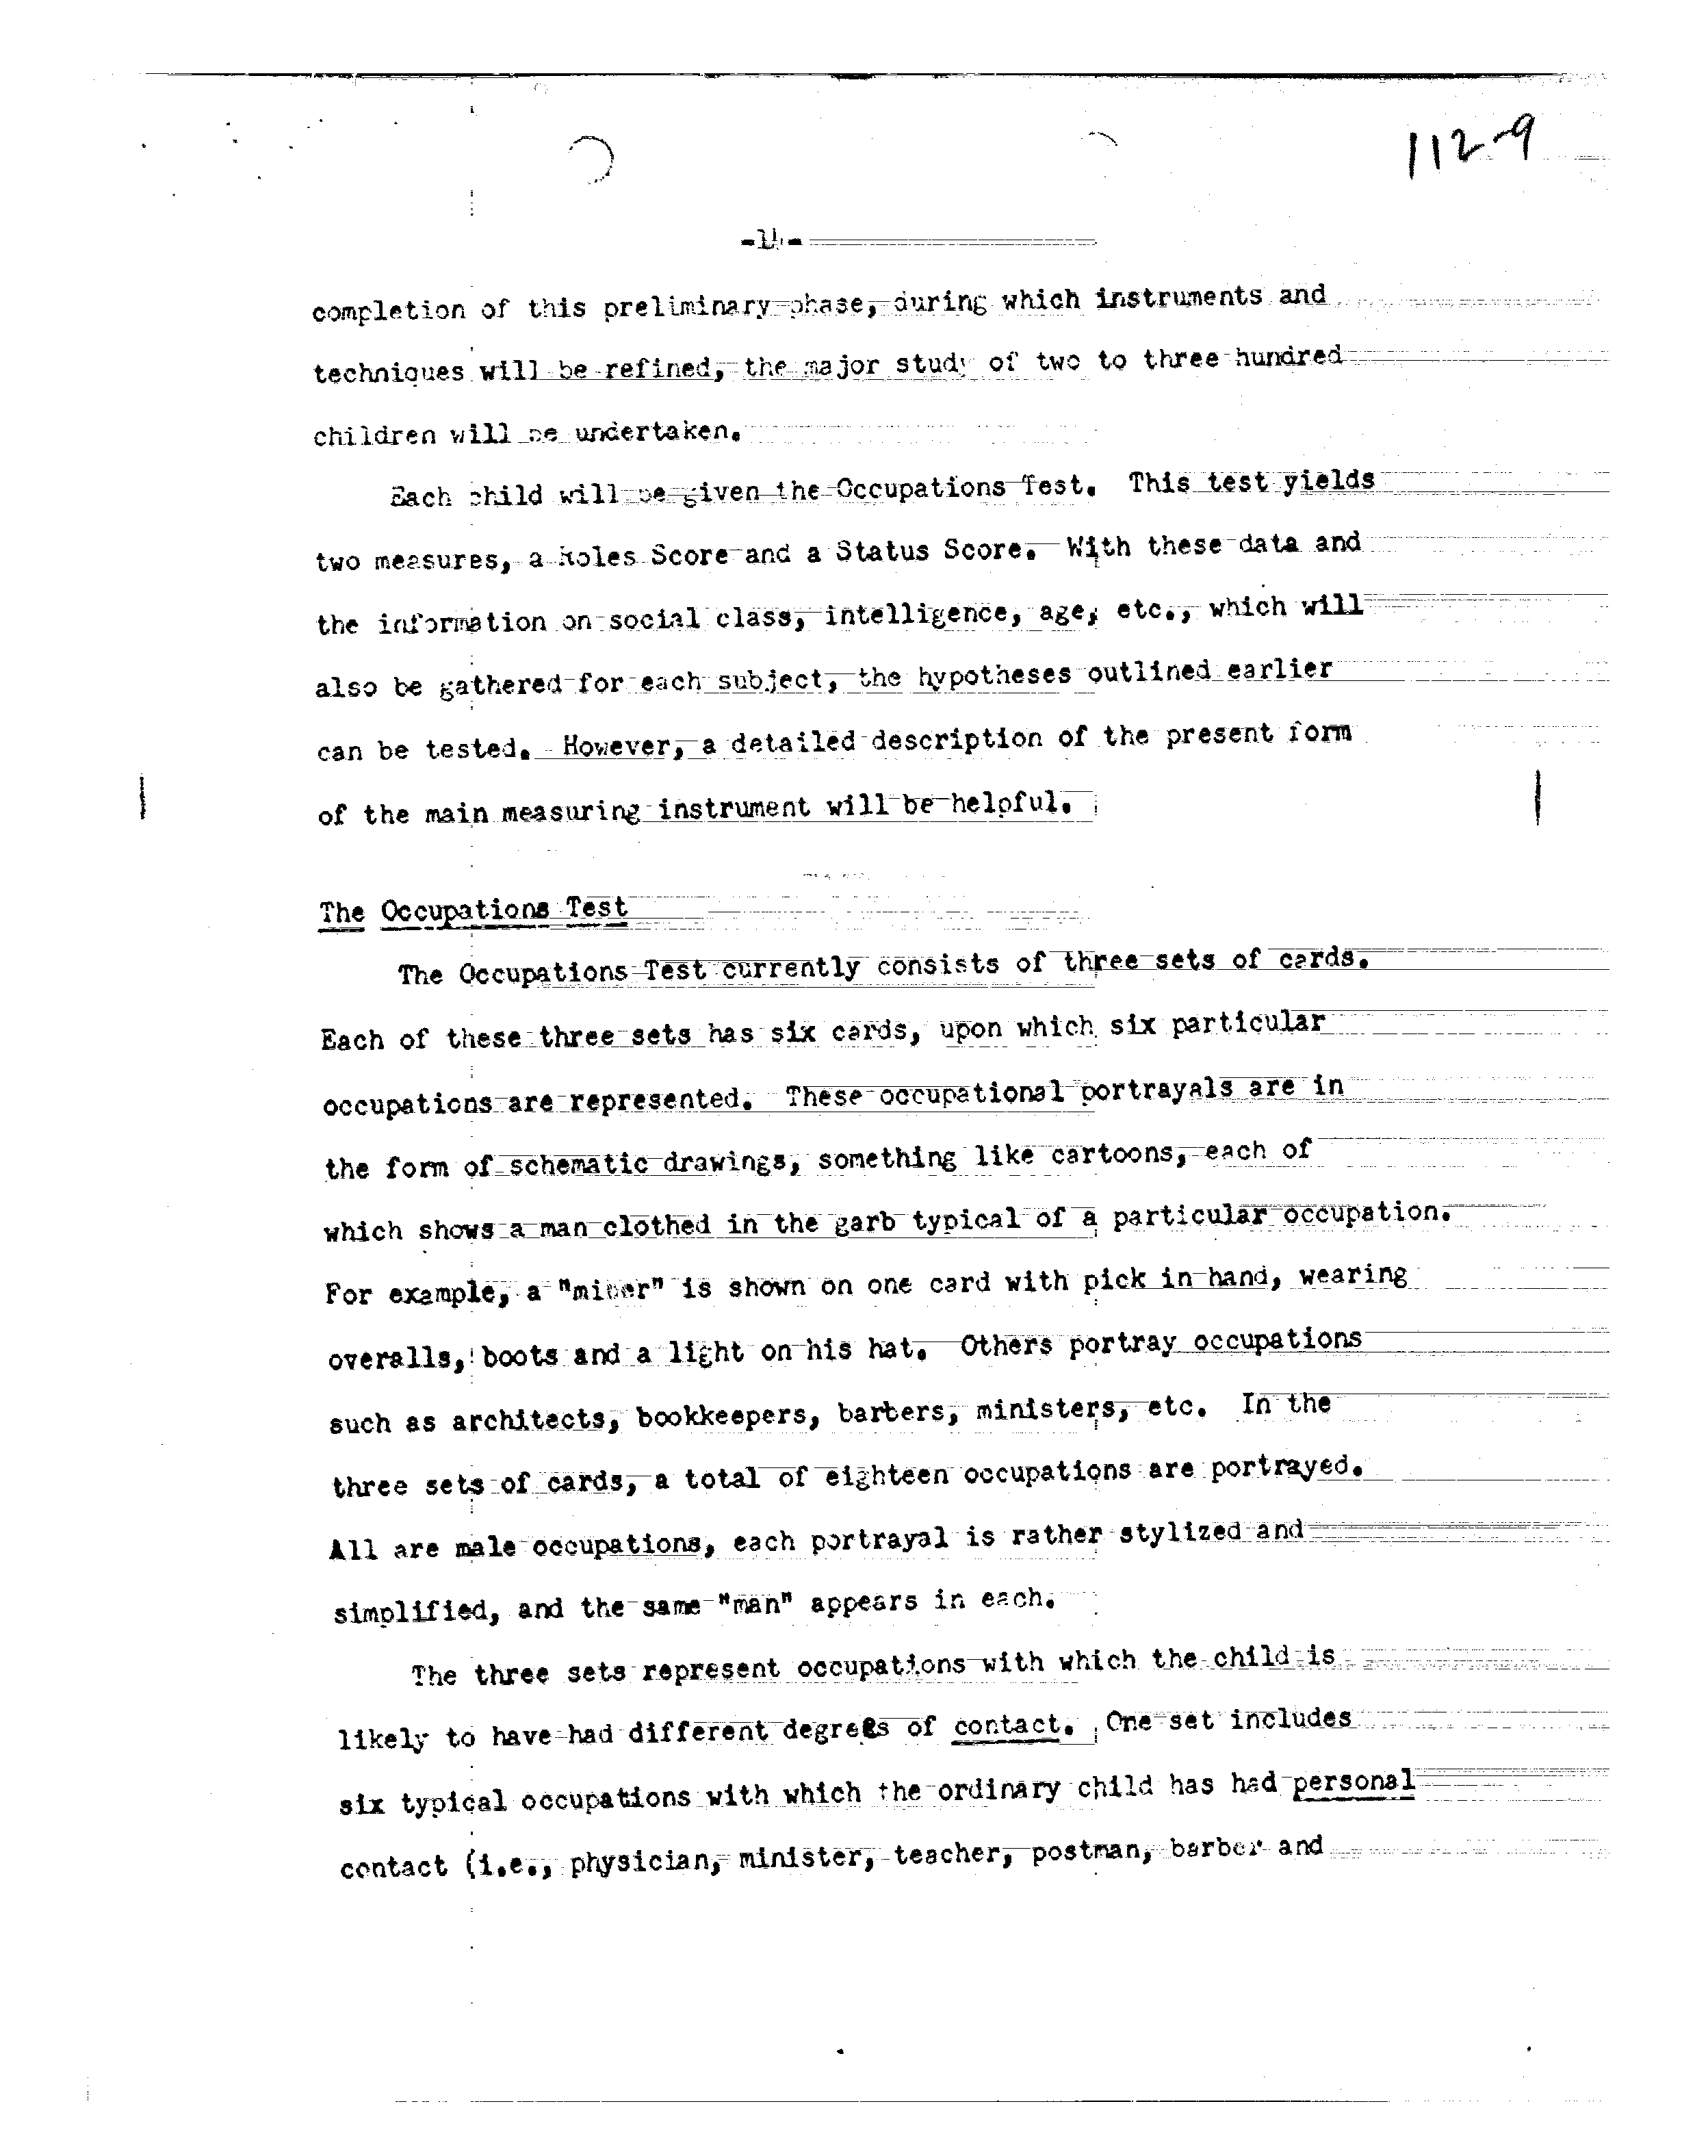 112-9
-14-
completion of this preliminary phase, during which instruments and
techniques will be refined, the major study of two to three hundred
children will be undertaken.
Each child will be given the Occupations Test. This test yields
two measures, a Roles Score and a Status Score. With these data and
the information on social class, intelligence, age, etc., which will
also be gathered for each subject, the hypotheses outlined earlier
can be tested. However, a detailed description of the present form
of the main measuring instrument will be helpful.
The Occupations Test
The Occupations Test currently consists of three sets of cards.
Each of these three sets has six cards, upon which six particular
occupations are represented. These occupational portrayals are in
the form of schematic drawings, something like cartoons, each of
which shows a man clothed in the garb typical of a particular occupation.
For example, a "miner" is shown on one card with pick in hand, wearing
overalls, boots and a light on his hat. Others portray occupations
such as architects, bookkeepers, barbers, ministers, etc. In the
three sets of cards, a total of eighteen occupations are portrayed.
All are male occupations, each portrayal is rather stylized and
simplified, and the same "man" appears in each.
The three sets represent occupations with which the child is
likely to have had different degrees of contact. One set includes
six typical occupations with which the ordinary child has had personal
contact (i.e., physician, minister, teacher, postman, barber and